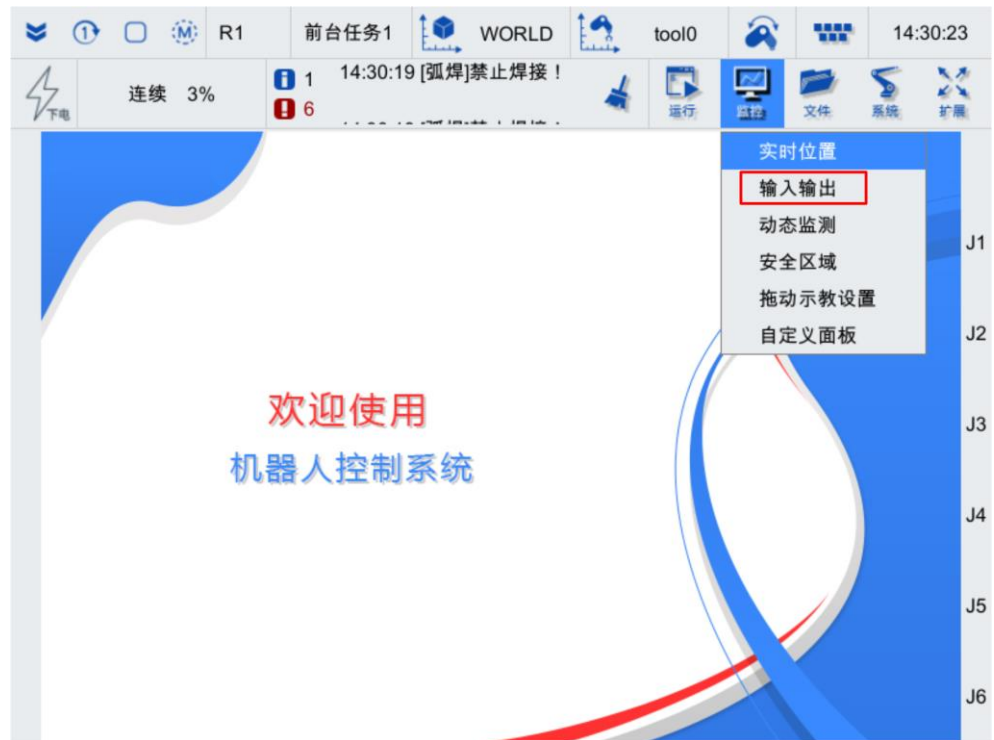 1 M R1 前台任务1 WORLD tool0 14:30:23
下电 连续 3% 1 14:30:19 [弧焊]禁止焊接！ 运行 监控 文件 系统 扩展
6
实时位置
输入输出
动态监测
安全区域
拖动示教设置
自定义面板
J1
J2
J3
J4
J5
J6
欢迎使用
机器人控制系统